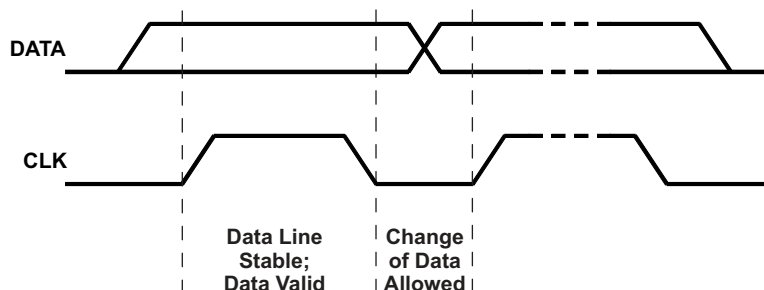 DATA
CLK
Data Line
Stable;
Data Valid
Change
of Data
Allowed